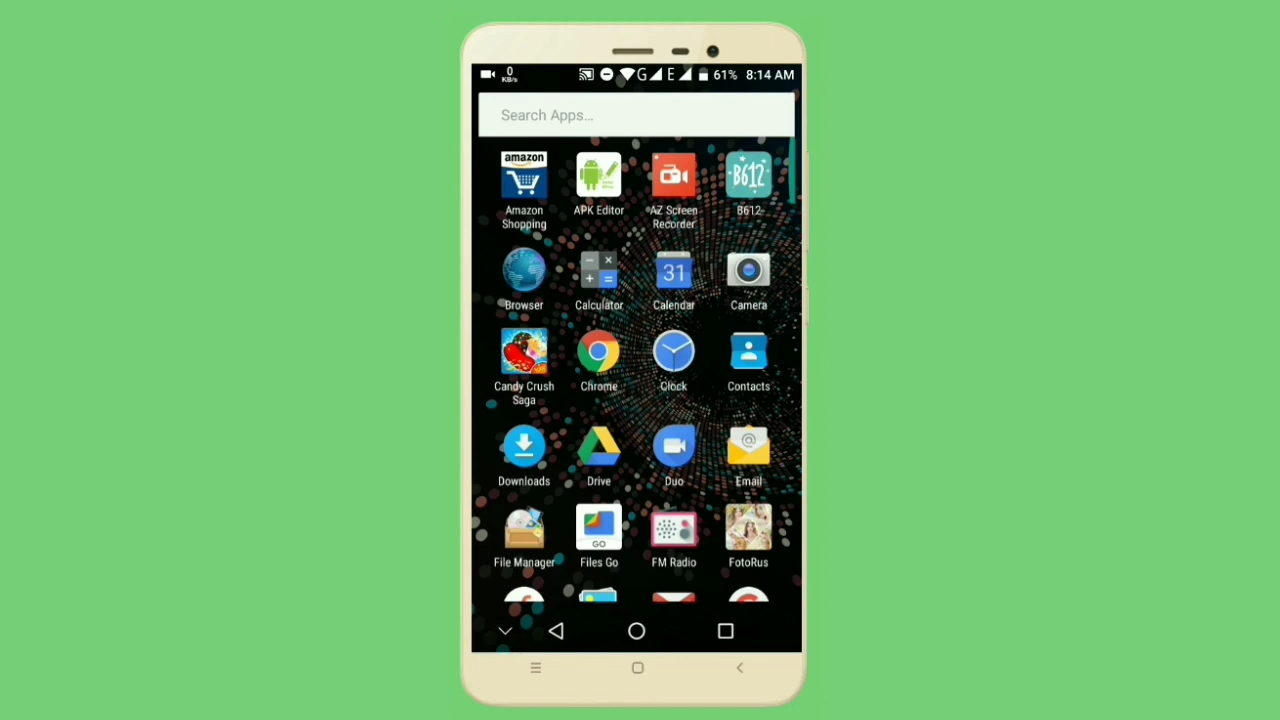 0
KB/s
G
E
61%
8:14 AM
Search Apps...
amazon
B612
Amazon
Shopping
APK Editor
AZ Screen
Recorder
B612
31
Browser
Calculator
Calendar
Camera
Candy Crush
Saga
Chrome
Clock
Contacts
@
Downloads
Drive
Duo
Email
GO
File Manager
Files Go
FM Radio
FotoRus